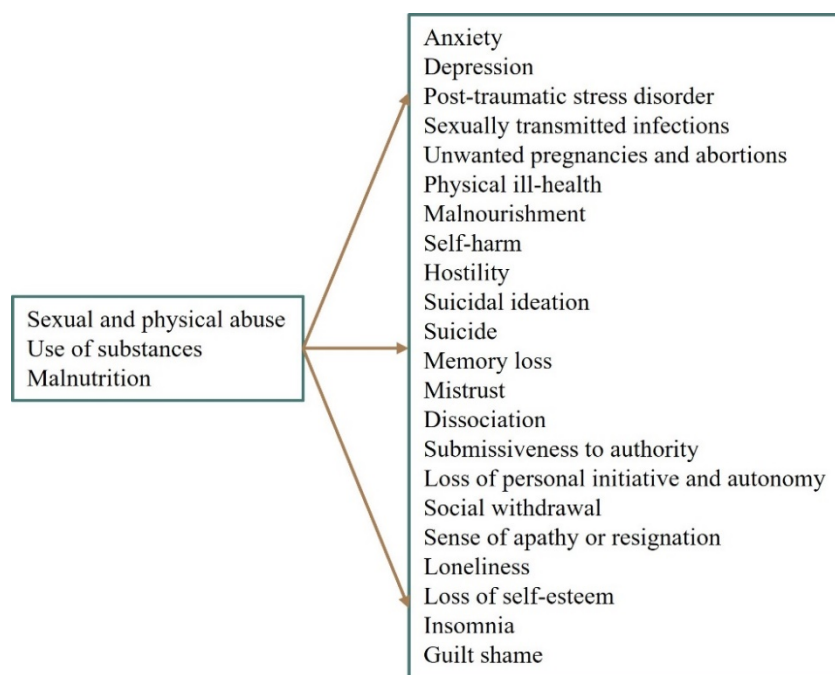 Sexual and physical abuse
Use of substances
Malnutrition
Anxiety
Depression
Post-traumatic stress disorder
Sexually transmitted infections
Unwanted pregnancies and abortions
Physical ill-health
Malnourishment
Self-harm
Hostility
Suicidal ideation
Suicide
Memory loss
Mistrust
Dissociation
Submissiveness to authority
Loss of personal initiative and autonomy
Social withdrawal
Sense of apathy or resignation
Loneliness
Loss of self-esteem
Insomnia
Guilt shame